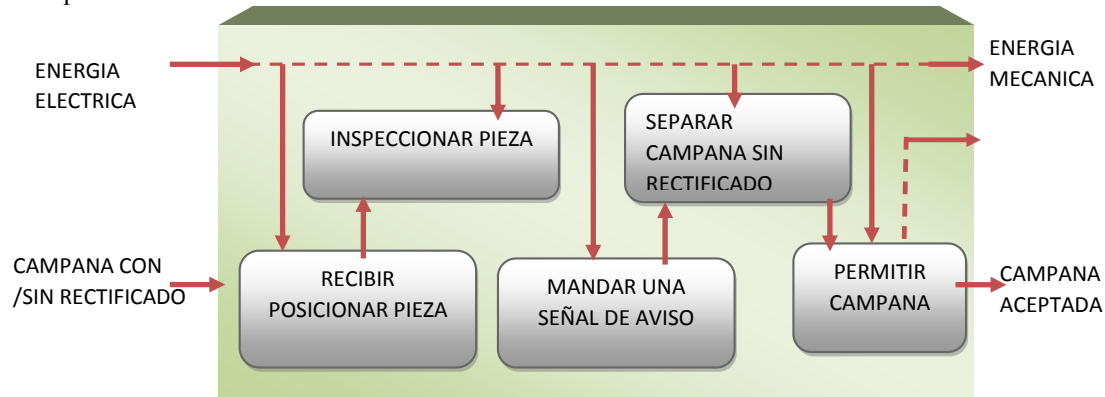 ENERGIA
ELECTRICA
ENERGIA
MECANICA
INSPECCIONAR PIEZA
SEPARAR
CAMPANA SIN
RECTIFICADO
CAMPANA CON
/SIN RECTIFICADO
RECIBIR
POSICIONAR PIEZA
MANDAR UNA
SEÑAL DE AVISO
PERMITIR
CAMPANA
CAMPANA
ACEPTADA